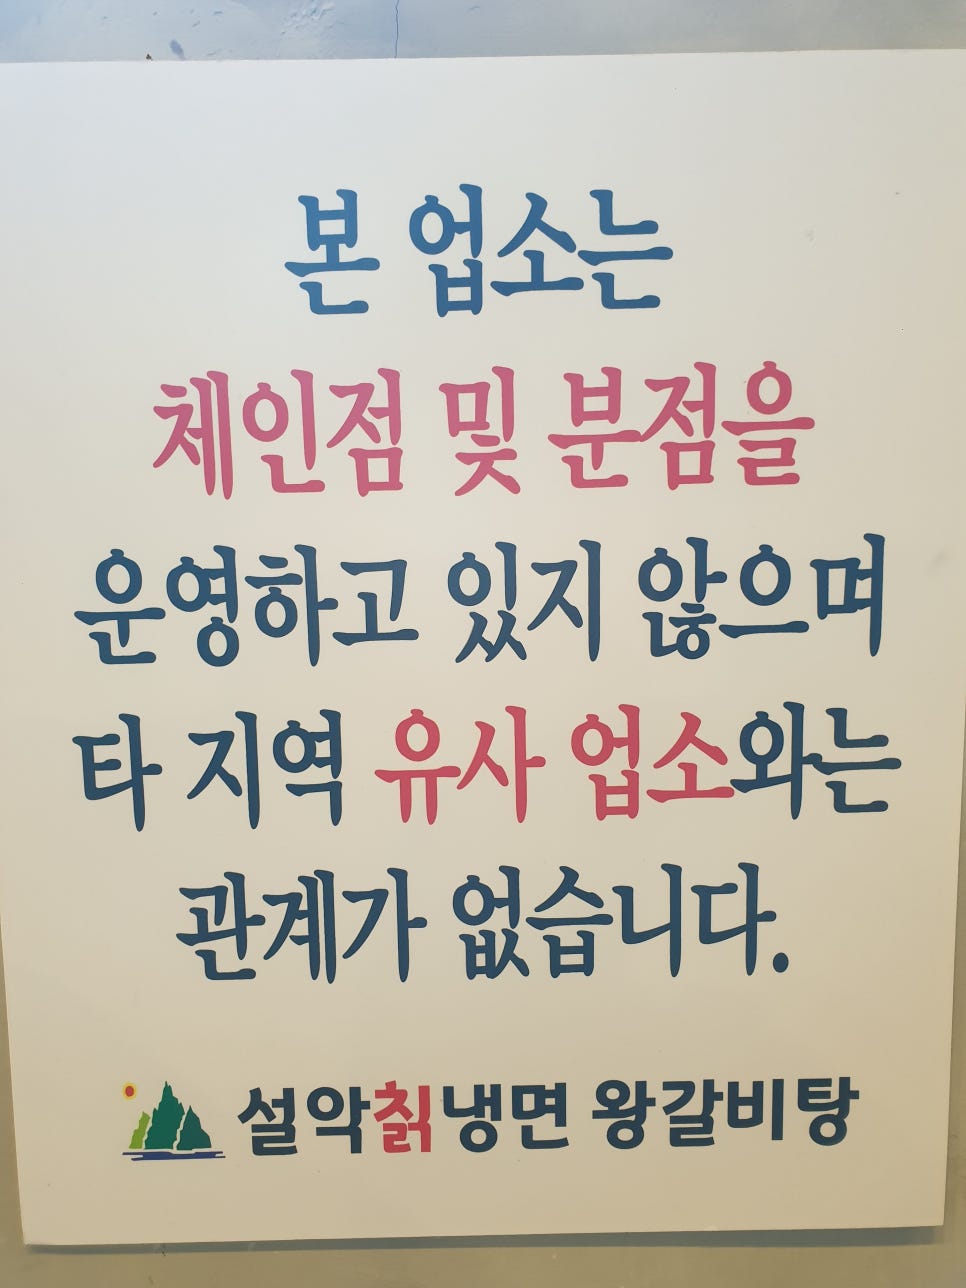 본 업소는
체인점 및 분점을
운영하고 있지 않으며
타 지역 유사 업소와는
관계가 없습니다.
설악칡냉면 왕갈비탕